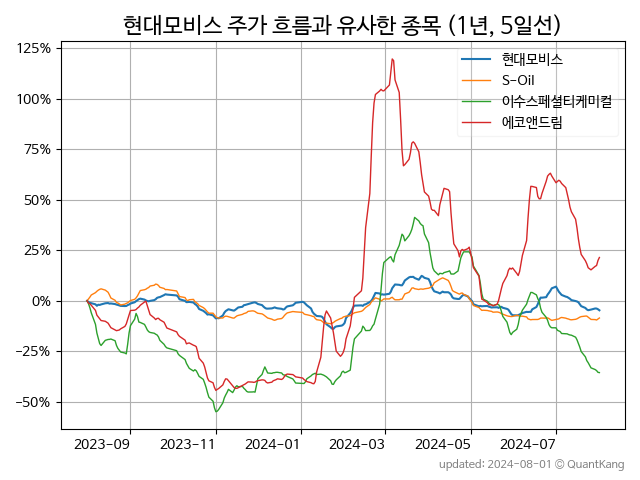 현대모비스 주가 흐름과 유사한 종목 (1년, 5일선)
현대모비스
S-Oil
이수스페셜티케미컬
에코앤드림
125%
100%
75%
50%
25%
0%
−25%
−50%
2023-09 2023-11 2024-01 2024-03 2024-05 2024-07
updated: 2024-08-01 © QuantKang